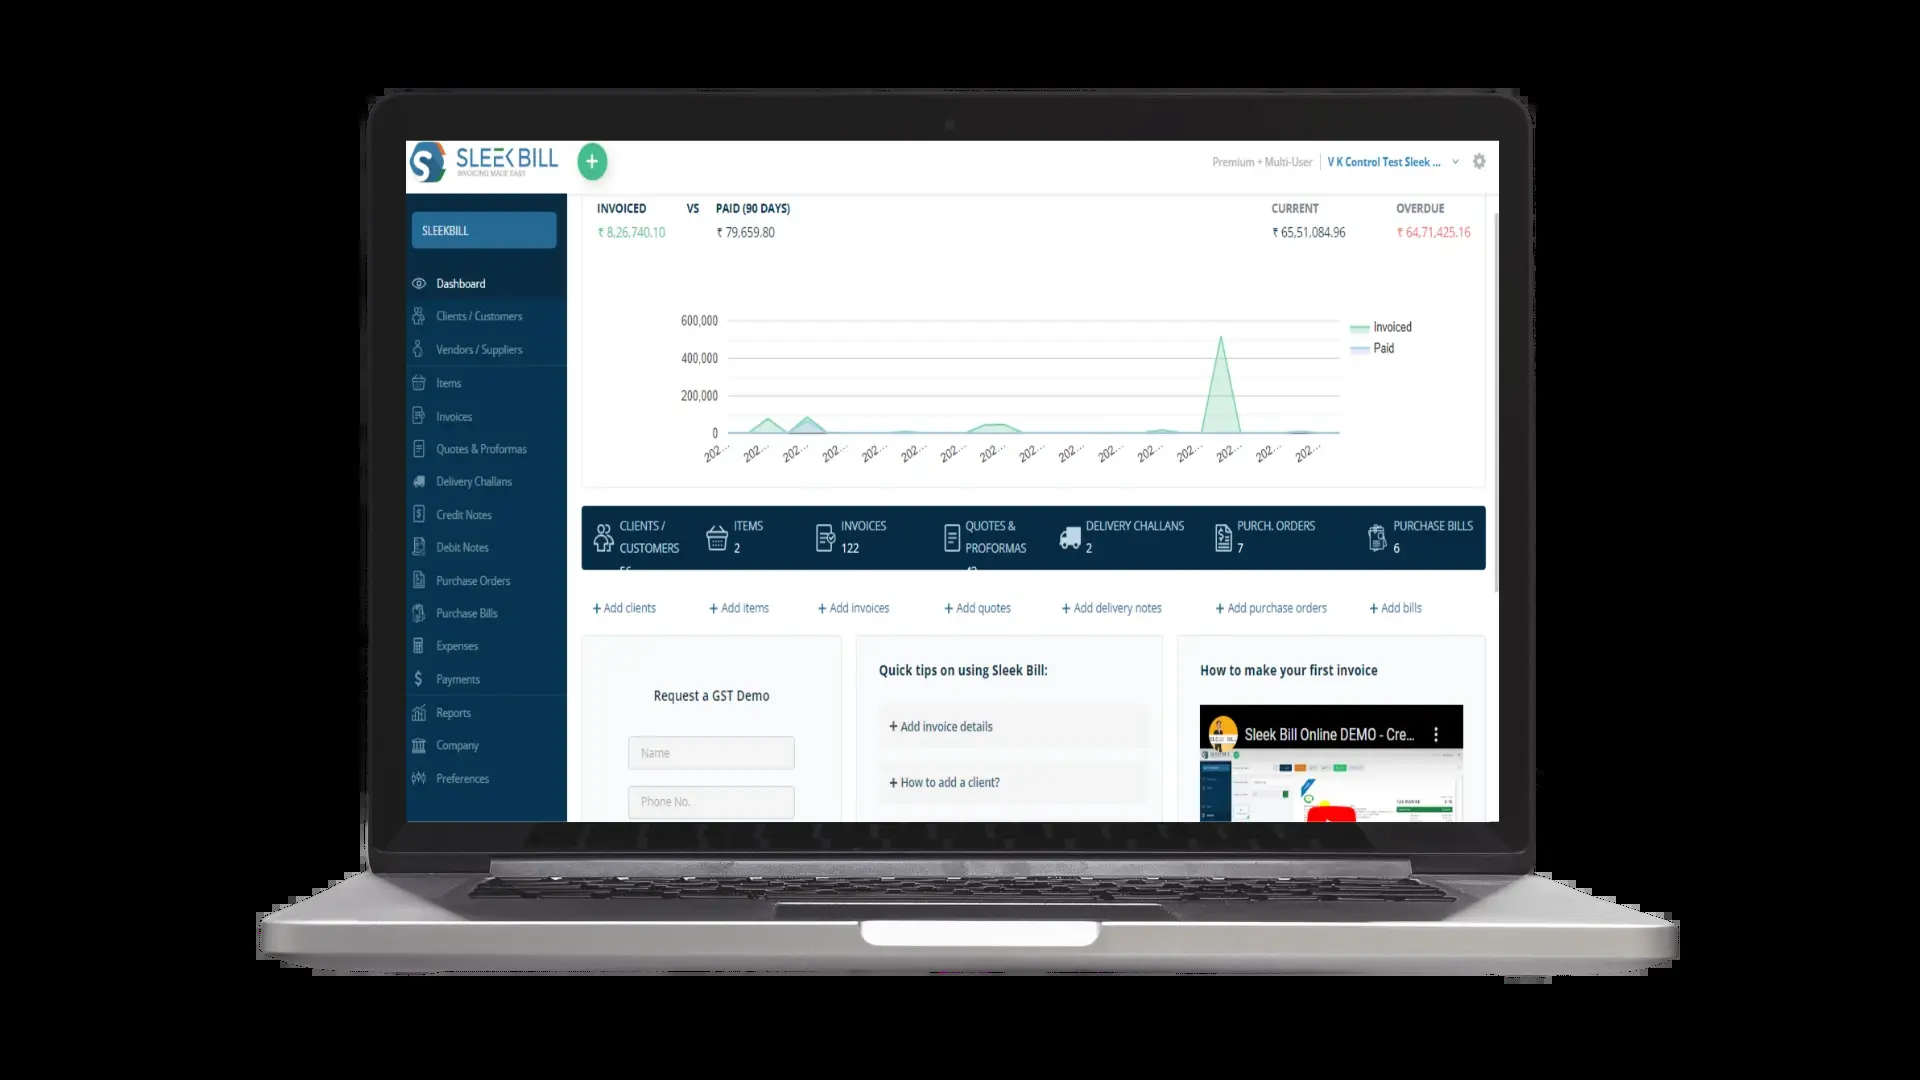 SLEEK BILL
INVOICING MADE EASY
+
Premium + Multi-User
V K Control Test Sleek ...
SLEEKBILL
Dashboard
Clients / Customers
Vendors / Suppliers
Items
Invoices
Quotes & Proformas
Delivery Challans
Credit Notes
Debit Notes
Purchase Orders
Purchase Bills
Expenses
Payments
Reports
Company
Preferences
INVOICED VS PAID (90 DAYS)
₹ 8,26,740.10 ₹ 79,659.80
CURRENT OVERDUE
₹ 65,51,084.96 ₹ 64,71,425.16
600,000
400,000
200,000
0
202... 202... 202... 202... 202... 202... 202... 202... 202... 202... 202... 202... 202... 202... 202... 202...
Invoiced
Paid
CLIENTS /
CUSTOMERS
ITEMS
2
INVOICES
122
QUOTES &
PROFORMAS
DELIVERY CHALLANS
2
PURCH. ORDERS
7
PURCHASE BILLS
6
+ Add clients
+ Add items
+ Add invoices
+ Add quotes
+ Add delivery notes
+ Add purchase orders
+ Add bills
Request a GST Demo
Name
Phone No.
Quick tips on using Sleek Bill:
+ Add invoice details
+ How to add a client?
How to make your first invoice
Sleek Bill Online DEMO - Cre...